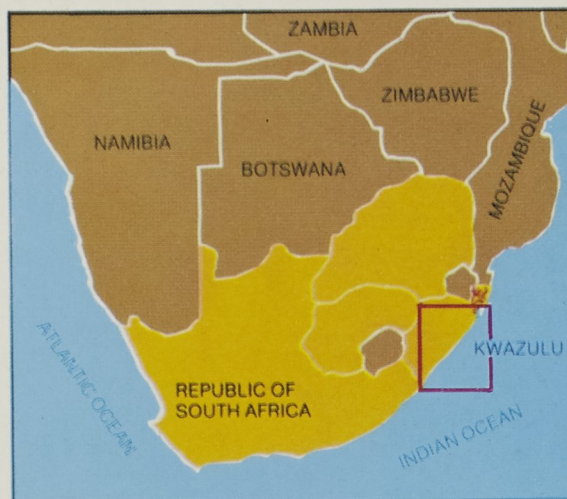 ZAMBIA
ZIMBABWE
MOZAMBIQUE
NAMIBIA
BOTSWANA
KWAZULU
ATLANTIC OCEAN
REPUBLIC OF
SOUTH AFRICA
INDIAN OCEAN